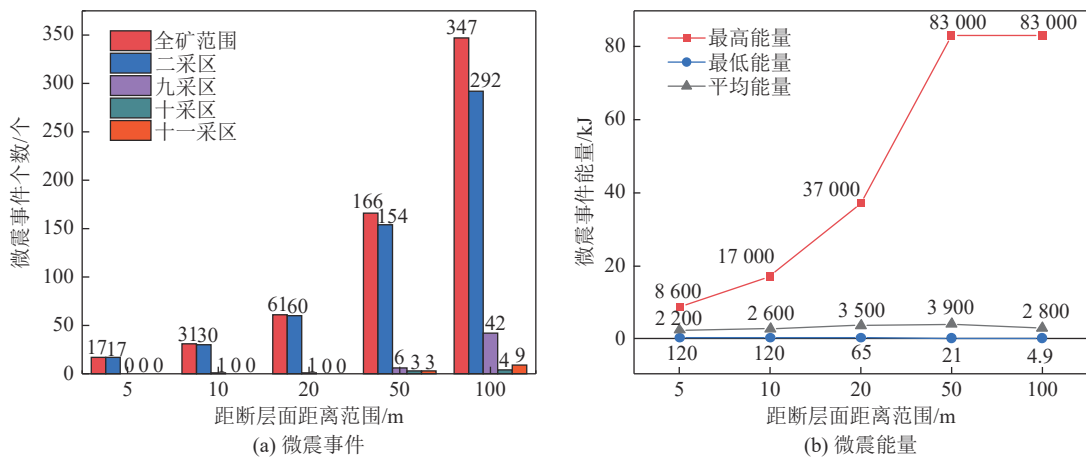 350
300
250
200
150
100
50
0
微震事件个数/个
全矿范围
二采区
九采区
十采区
十一采区
17 17 0 0 0
31 30 1 0 0
61 60 1 0 0
166 154 6 3 3
347 292 42 4 9
5 10 20 50 100
距断层面距离范围/m
(a) 微震事件
80
60
40
20
0
微震事件能量/kJ
最高能量
最低能量
平均能量
8 600 17 000 37 000 83 000 83 000
2 200 2 600 3 500 3 900 2 800
120 120 65 21 4.9
5 10 20 50 100
距断层面距离范围/m
(b) 微震能量